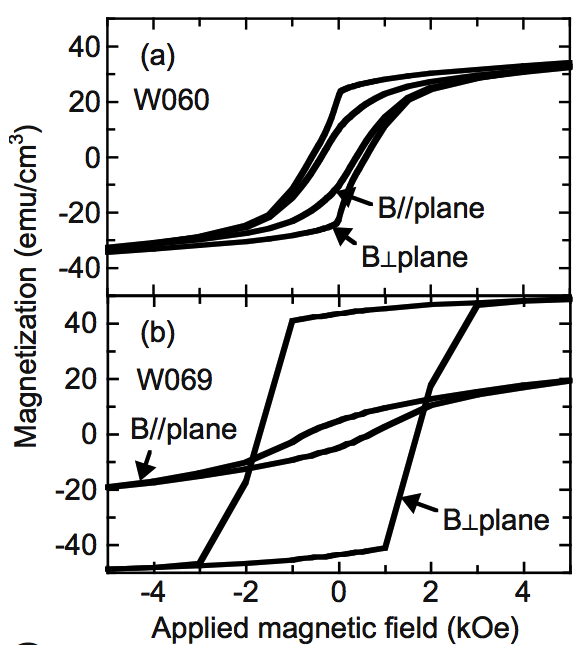 40
20
0
-20
-40
(a)
W060
B//plane
B⊥plane
Magnetization (emu/cm³)
40
20
0
-20
-40
(b)
W069
B//plane
B⊥plane
-4 -2 0 2 4
Applied magnetic field (kOe)